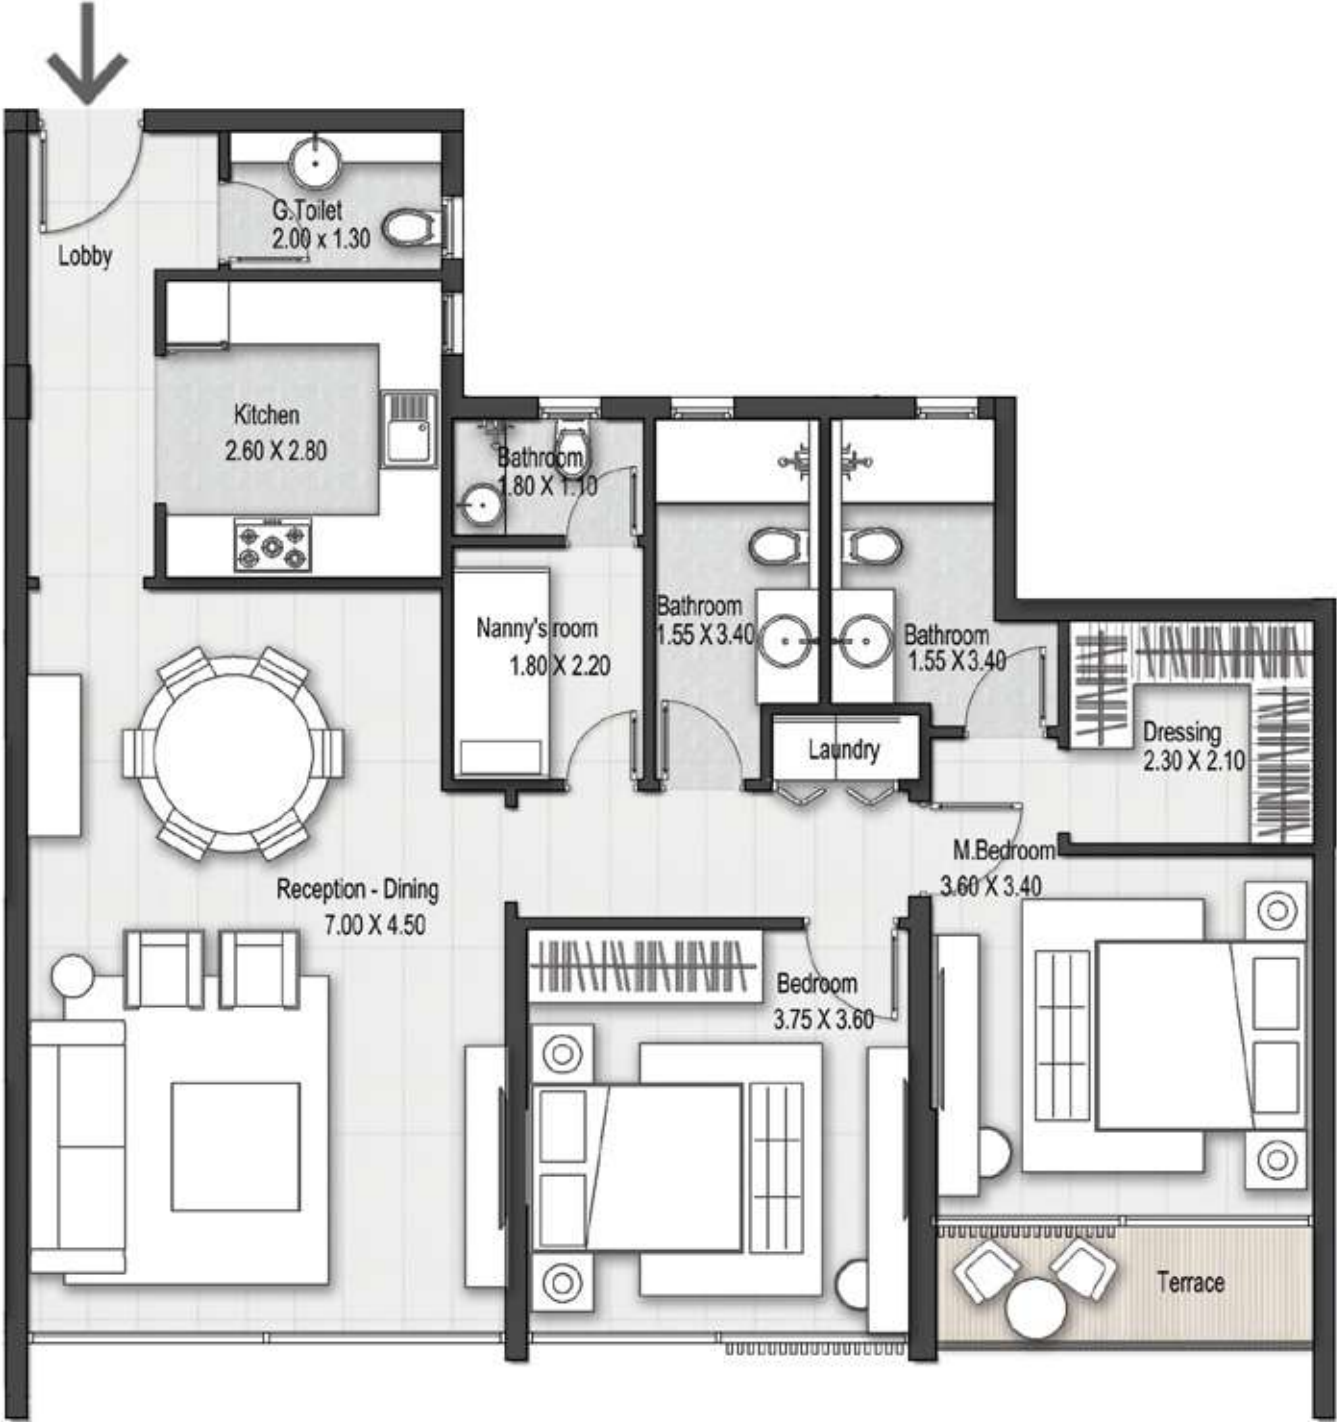 G.Toilet
2.00 x 1.30
Lobby
Kitchen
2.60 X 2.80
Bathroom
1.80 X 1.10
Nanny's room
1.80 X 2.20
Bathroom
1.55 X 3.40
Bathroom
1.55 X 3.40
Laundry
Dressing
2.30 X 2.10
M.Bedroom
3.60 X 3.40
Reception - Dining
7.00 X 4.50
Bedroom
3.75 X 3.60
Terrace